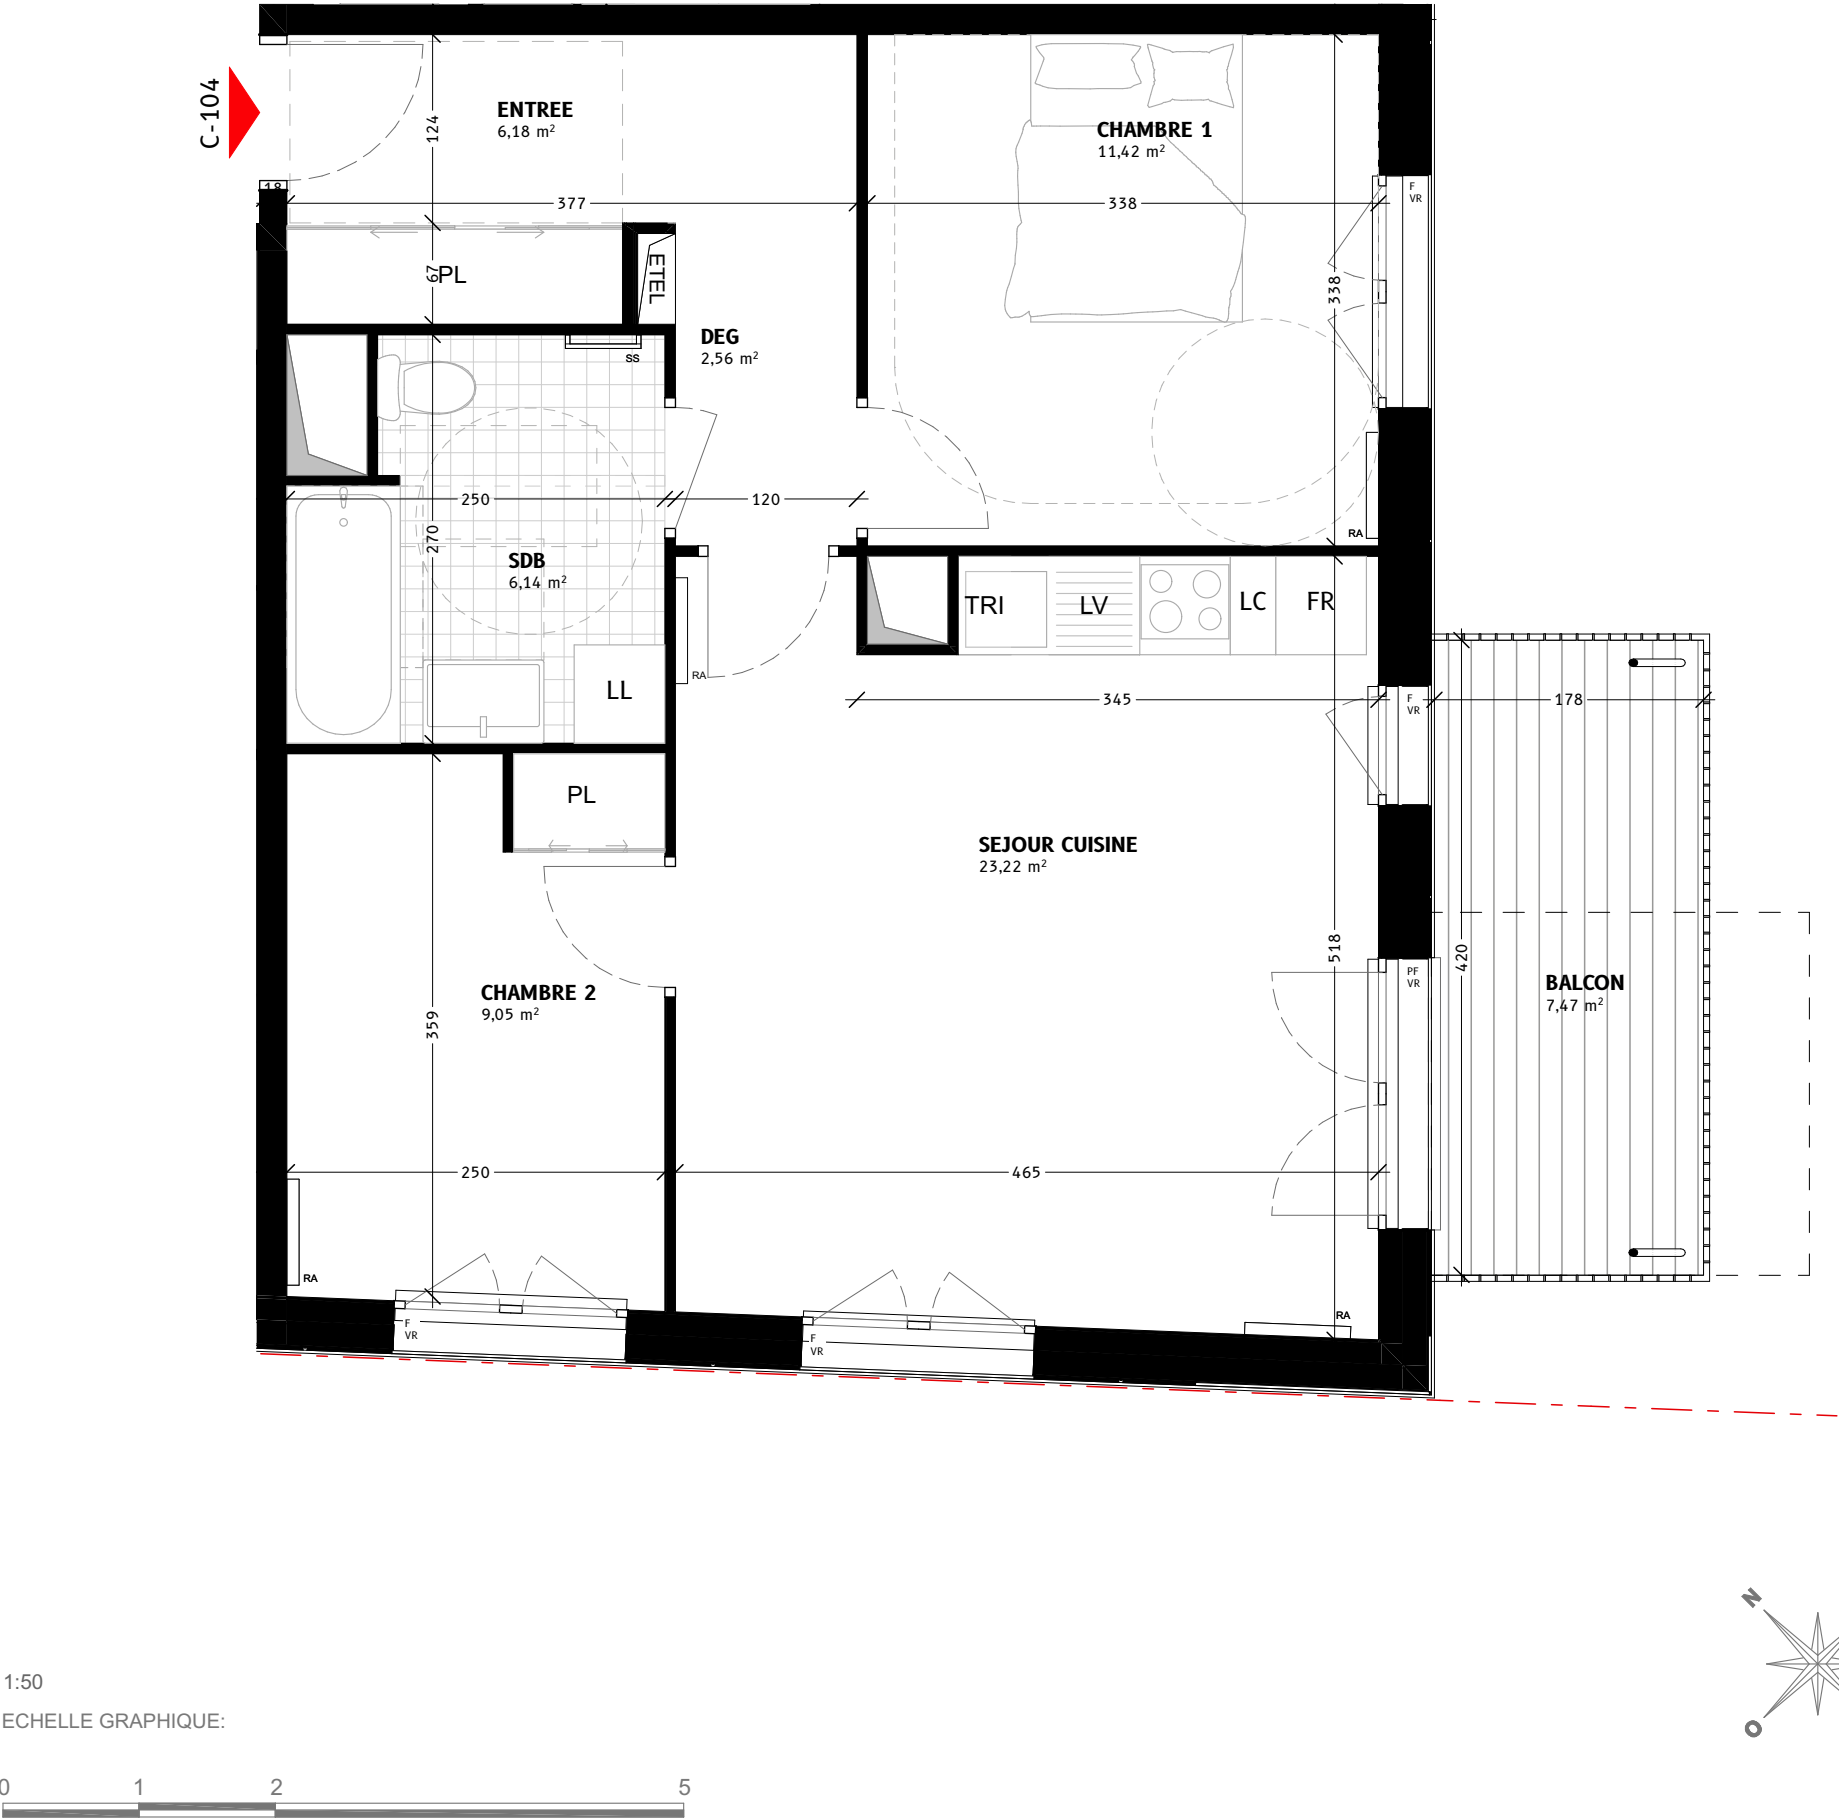 C-104
ENTREE
6,18 m²
CHAMBRE 1
11,42 m²
124
18
377
338
F
VR
67
PL
ETEL
338
DEG
2,56 m²
SS
250
120
270
SDB
6,14 m²
RA
TRI
LV
LC
FR
RA
LL
345
F
VR
178
PL
SEJOUR CUISINE
23,22 m²
518
420
PF
VR
BALCON
7,47 m²
CHAMBRE 2
9,05 m²
359
250
465
RA
F
VR
F
VR
RA
N
O
1:50
ECHELLE GRAPHIQUE:
0 1 2 5